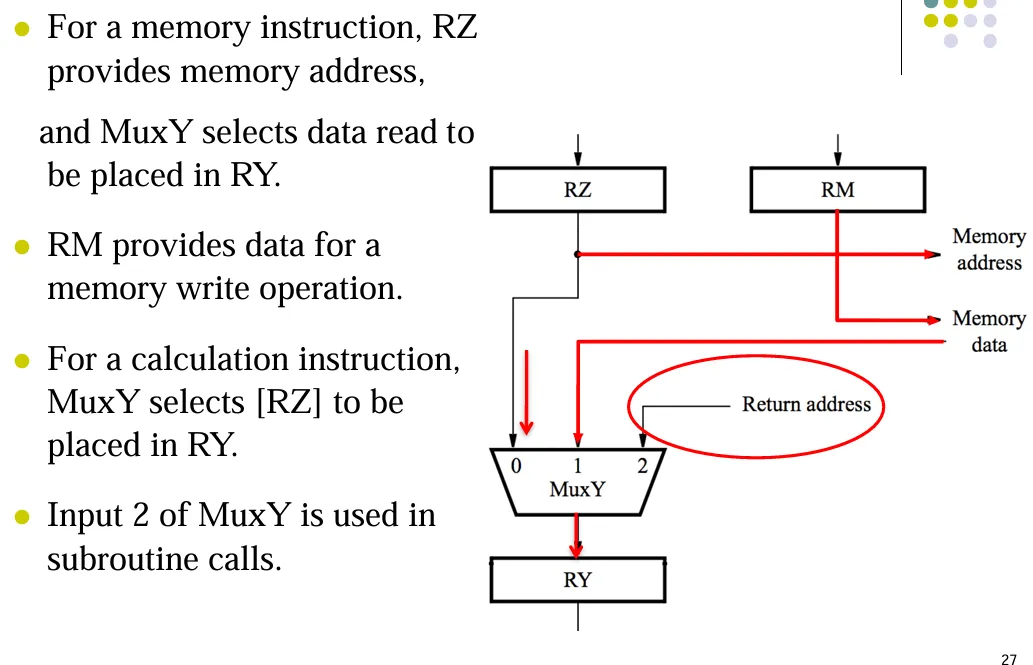 For a memory instruction, RZ
provides memory address,
and MuxY selects data read to
be placed in RY.
RM provides data for a
memory write operation.
For a calculation instruction,
MuxY selects [RZ] to be
placed in RY.
Input 2 of MuxY is used in
subroutine calls.
RZ
RM
Memory
address
Memory
data
Return address
0 1 2
MuxY
RY
27